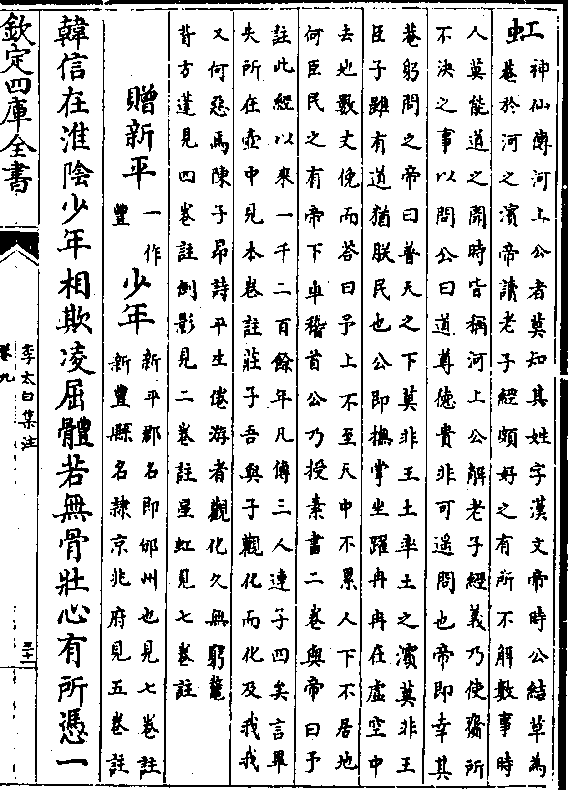 虹神仙傳河上公者莫知其姓字漢文帝時公結草為
菴於河之濱帝讀老子經頗好之有所不解數事時
人莫能道之聞時皆稱河上公解老子經義乃使齎所
不決之事以問公曰道尊德貴非可遥問也帝即幸其
菴躬問之帝曰普天之下莫非王土率土之濱莫非王
臣子雖有道猶朕民也公即撫掌坐躍冉冉在虛空中
去地數丈俛而答曰予上不至天中不累人下不居地
何臣民之有帝下車稽首公乃授素書二卷與帝曰予
註此經以來一千二百餘年凡傳三人連子四矣言畢
失所在壺中見本卷註莊子吾與子觀化而化及我我
又何惡焉陳子昂詩平生倦游者觀化久無窮鼇
背方蓬見四卷註倒影見二卷註星虹見七卷註
贈新平一作豐少年新平郡名即邠州也見七卷註
新豐縣名隸京兆府見五卷註
韓信在淮陰少年相欺凌屈體若無骨壯心有所憑一
欽定四庫全書
李太白集注
卷九